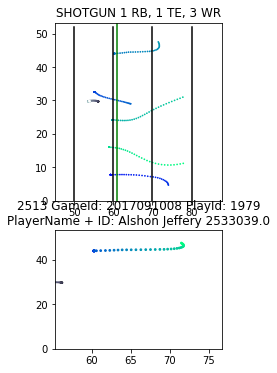 SHOTGUN 1 RB, 1 TE, 3 WR
50
40
30
20
10
0
50 60 70 80
2513 GameId: 2017091008 PlayId: 1979
PlayerName + ID: Alshon Jeffery 2533039.0
40
20
0
60 65 70 75